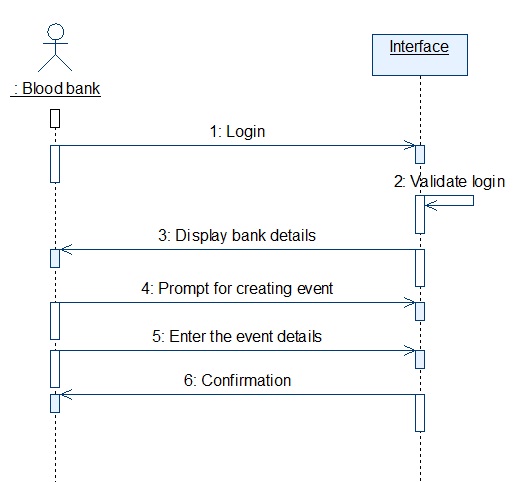 Interface
: Blood bank
1: Login
2: Validate login
3: Display bank details
4: Prompt for creating event
5: Enter the event details
6: Confirmation